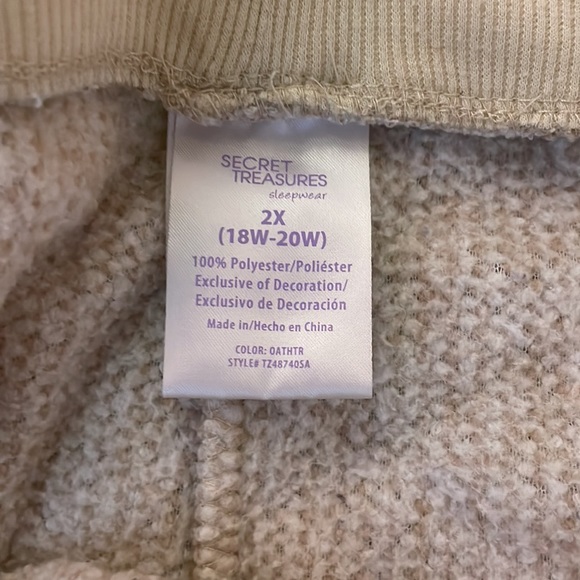 SECRET
TREASURES
sleepwear
2X
(18W-20W)
100% Polyester/Poliéster
Exclusive of Decoration/
Exclusivo de Decoración
Made in/Hecho en China
COLOR: OATHTR
STYLE# TZ48740SA